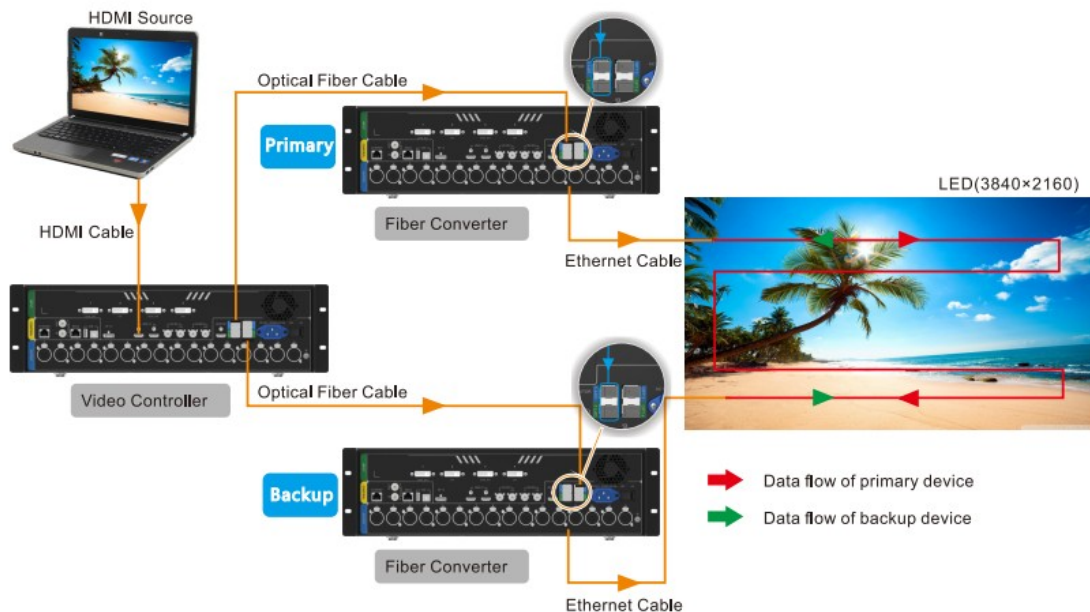 HDMI Source
Optical Fiber Cable
Primary
LED(3840×2160)
Fiber Converter
HDMI Cable
Ethernet Cable
Optical Fiber Cable
Video Controller
Backup
Data flow of primary device
Data flow of backup device
Fiber Converter
Ethernet Cable